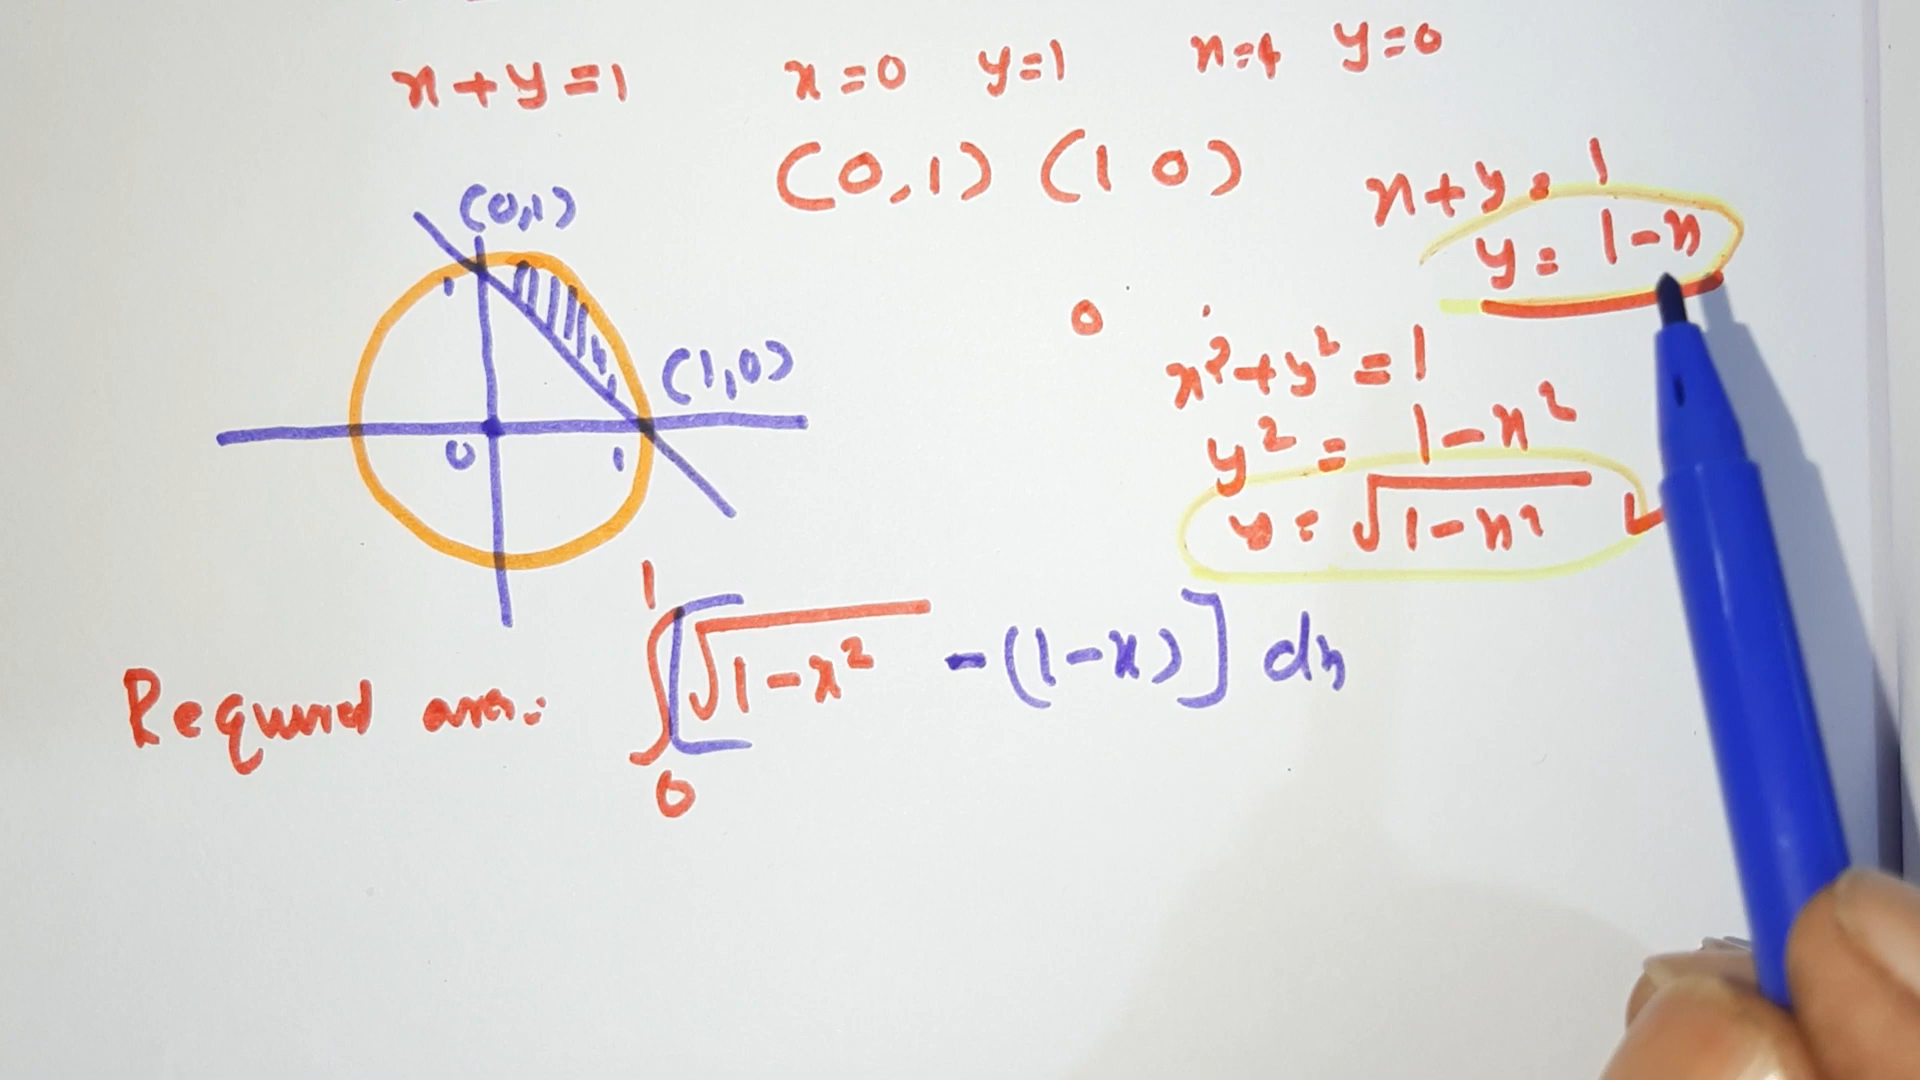 x+y=1 x=0 y=1 x=1 y=0
(0,1) (1 0)
x+y=1
y=1-x
(0,1)
1
(1,0)
0
1
0
x²+y²=1
y²=1-x²
y=√1-x²
Required area: ∫₀¹[√1-x² -(1-x)] dx